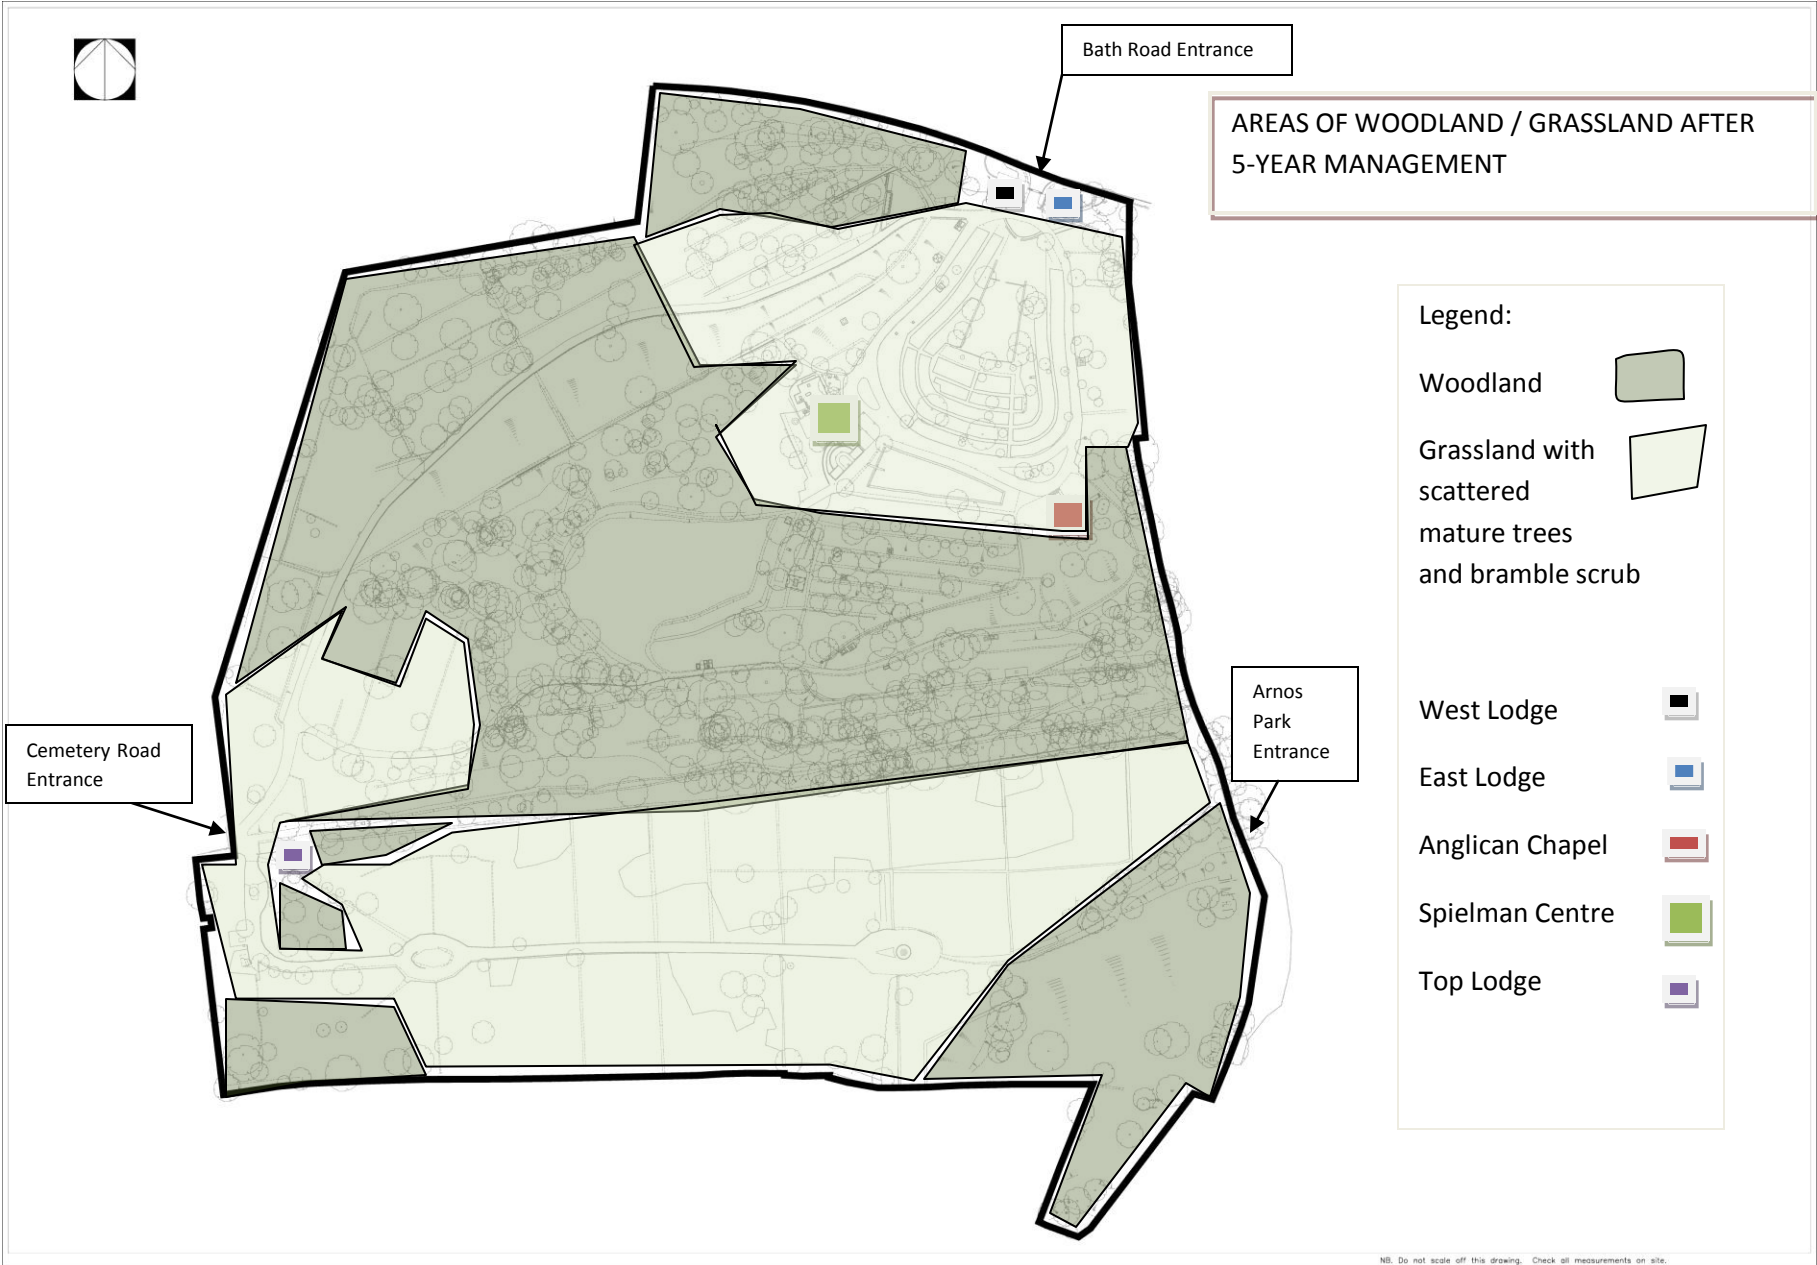 Bath Road Entrance
AREAS OF WOODLAND / GRASSLAND AFTER
5-YEAR MANAGEMENT
Legend:
Woodland
Grassland with
scattered
mature trees
and bramble scrub
West Lodge
East Lodge
Anglican Chapel
Spielman Centre
Top Lodge
Arnos
Park
Entrance
Cemetery Road
Entrance
NB. Do not scale off this drawing. Check all measurements on site.